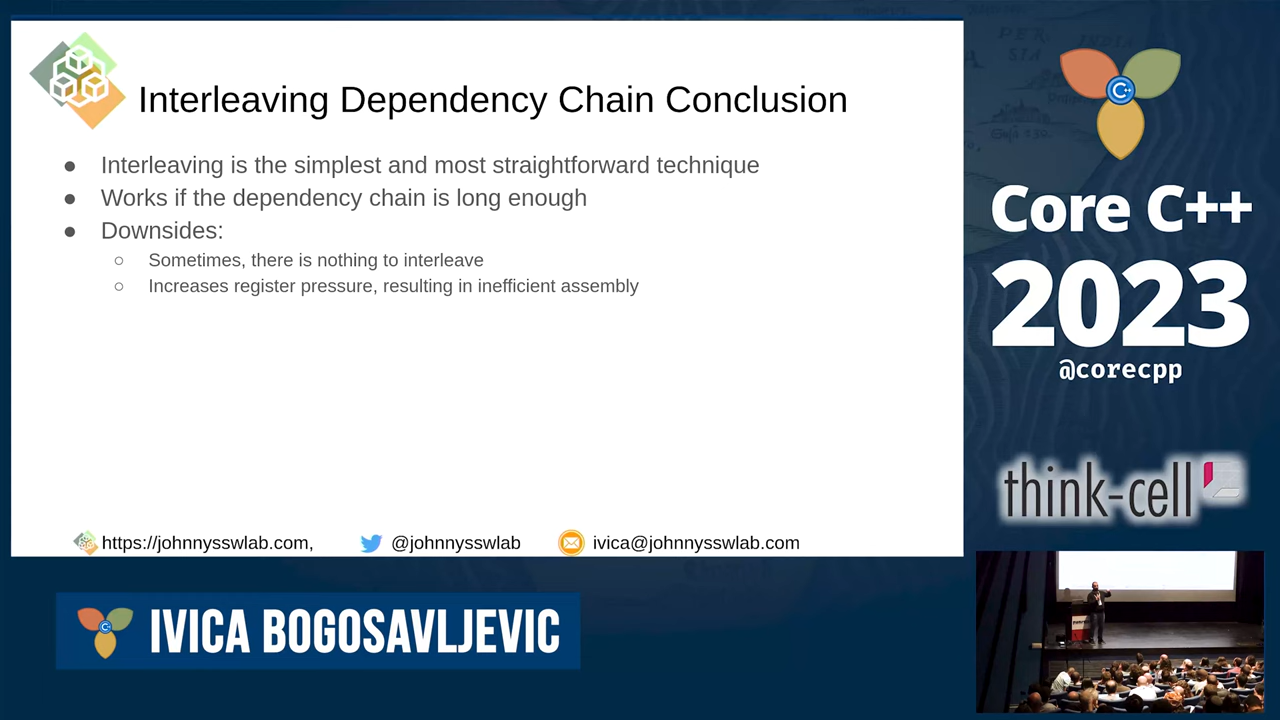 Interleaving Dependency Chain Conclusion
● Interleaving is the simplest and most straightforward technique
● Works if the dependency chain is long enough
● Downsides:
○ Sometimes, there is nothing to interleave
○ Increases register pressure, resulting in inefficient assembly
https://johnnysswlab.com, @johnnysswlab ivica@johnnysswlab.com
IVICA BOGOSAVLJEVIC
C++
Core C++
2023
@corecpp
think-cell